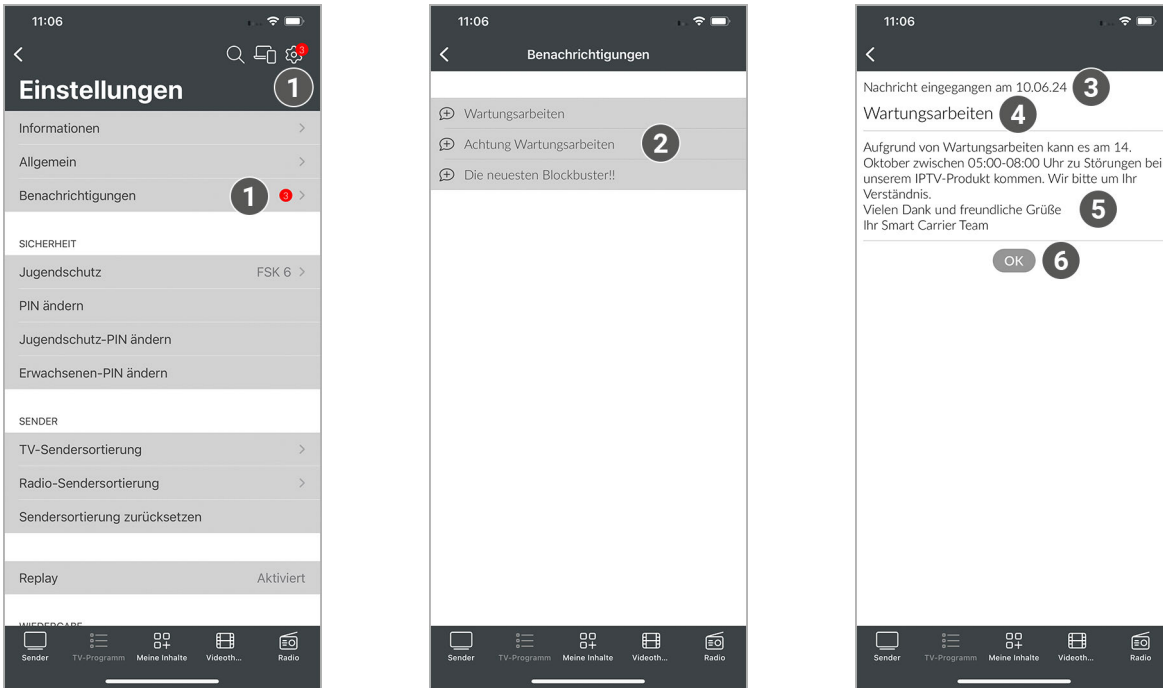 11:06
3
Einstellungen
1
Informationen
Allgemein
Benachrichtigungen
1
3
SICHERHEIT
Jugendschutz
FSK 6
PIN ändern
Jugendschutz-PIN ändern
Erwachsenen-PIN ändern
SENDER
TV-Sendersortierung
Radio-Sendersortierung
Sendersortierung zurücksetzen
Replay
Aktiviert
WIEDERGABE
Sender
TV-Programm
Meine Inhalte
Videoth...
Radio
11:06
Benachrichtigungen
Wartungsarbeiten
Achtung Wartungsarbeiten
2
Die neuesten Blockbuster!!
Sender
TV-Programm
Meine Inhalte
Videoth...
Radio
11:06
Nachricht eingegangen am 10.06.24
3
Wartungsarbeiten
4
Aufgrund von Wartungsarbeiten kann es am 14.
Oktober zwischen 05:00-08:00 Uhr zu Störungen bei
unserem IPTV-Produkt kommen. Wir bitte um Ihr
Verständnis.
Vielen Dank und freundliche Grüße
5
Ihr Smart Carrier Team
OK
6
Sender
TV-Programm
Meine Inhalte
Videoth...
Radio